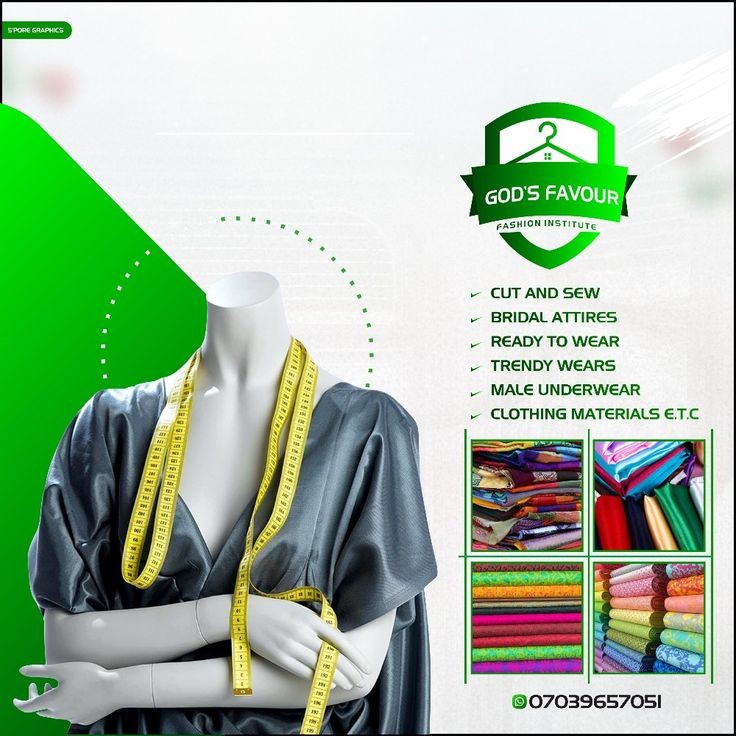 S'PORE GRAPHICS
GOD'S FAVOUR
FASHION INSTITUTE
CUT AND SEW
BRIDAL ATTIRES
READY TO WEAR
TRENDY WEARS
MALE UNDERWEAR
CLOTHING MATERIALS E.T.C
07039657051